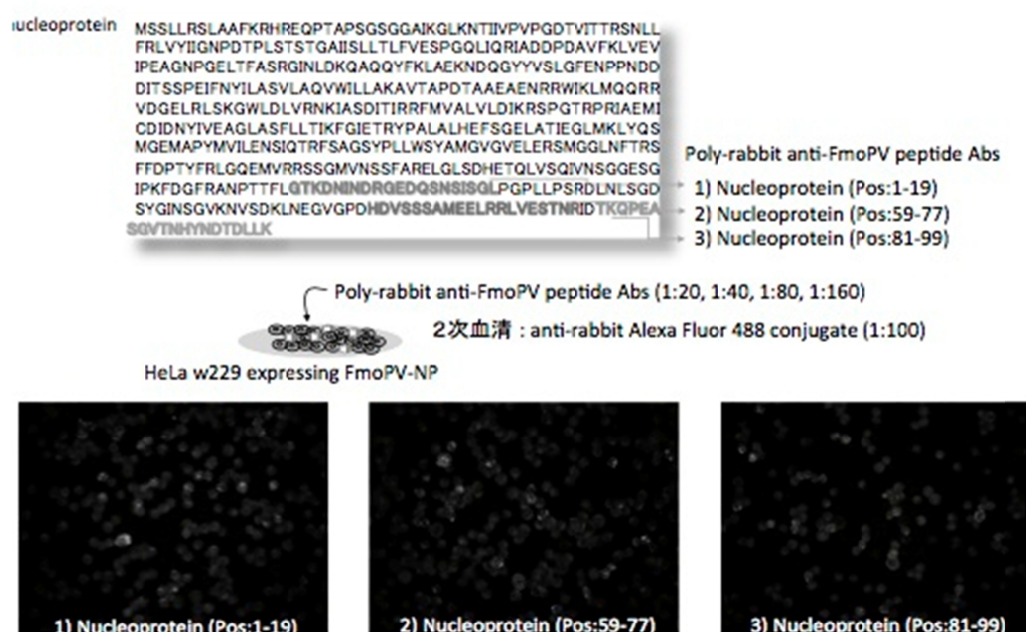 nucleoprotein
MSSLLRSLAAFKRHREQPTAPSGSGGAIKGLKNTIIVPVPGDTVITTRSNLL
FRLVYIIGNPDTPLSTSTGAIISLLTLFVESPGQLIQRIADDPDAVFKLVEV
IPEAGNPGELTFASRGINLDKQAQQYFKLAEKNDQGYYVSLGFENPPNDD
DITSSPEIFNYILASVLAQVWILLAKAVTAPDTAAEAENRRWIKLMQQRR
VDGELRLSKGWLDLVRNKIASDITIRRFMVALVLDIKRSPGTRPRIAEMI
CDIDNYIVEAGLASFLLTIKFGIETRYPALALHEFSGELATIEGLMKLYQS
MGEMAPYMVILENSIQTRFSAGSYPLLWSYAMGVGVELERSMGGLNFTRS
FFDPTYFRLGQEMVRRSSGMVNSSFARELGLSDHETQLVSQIVNSGGESG
IPKFDGFRANPTTFLGTKDNINDRGEDQSNSISGLPGPLLPSRDLNLSGD
SYGINSGVKNVSDKLNEGVGPDHDVSSSAMEELRRLVESTNRIDTKQPEA
SGVTNHYNDTDLLK
Poly-rabbit anti-FmoPV peptide Abs
1) Nucleoprotein (Pos:1-19)
2) Nucleoprotein (Pos:59-77)
3) Nucleoprotein (Pos:81-99)
Poly-rabbit anti-FmoPV peptide Abs (1:20, 1:40, 1:80, 1:160)
2次血清 : anti-rabbit Alexa Fluor 488 conjugate (1:100)
HeLa w229 expressing FmoPV-NP
1) Nucleoprotein (Pos:1-19)
2) Nucleoprotein (Pos:59-77)
3) Nucleoprotein (Pos:81-99)